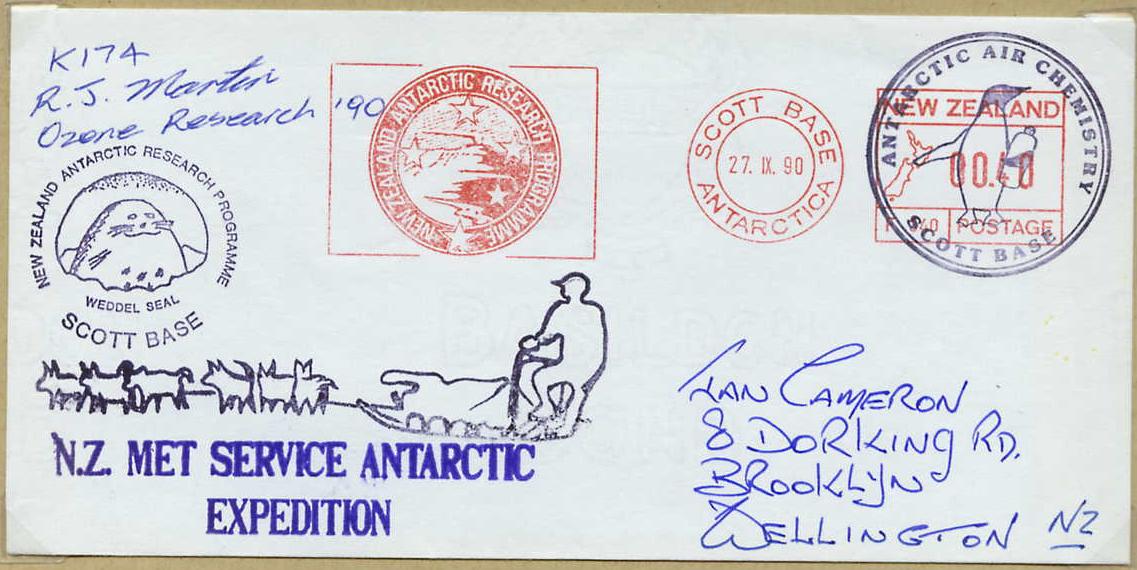 K174
R.J. Martin
Ozone Research '90
NEW ZEALAND ANTARCTIC RESEARCH PROGRAMME
WEDDEL SEAL
SCOTT BASE
NEW ZEALAND ANTARCTIC RESEARCH PROGRAMME
SCOTT BASE
27. IX. 90
ANTARCTICA
ANTARCTIC AIR CHEMISTRY
SCOTT BASE
NEW ZEALAND
00.40
POSTAGE
N.Z. MET SERVICE ANTARCTIC
EXPEDITION
IAN CAMERON
8 DORKING RD.
BROOKLYN
WELLINGTON NZ